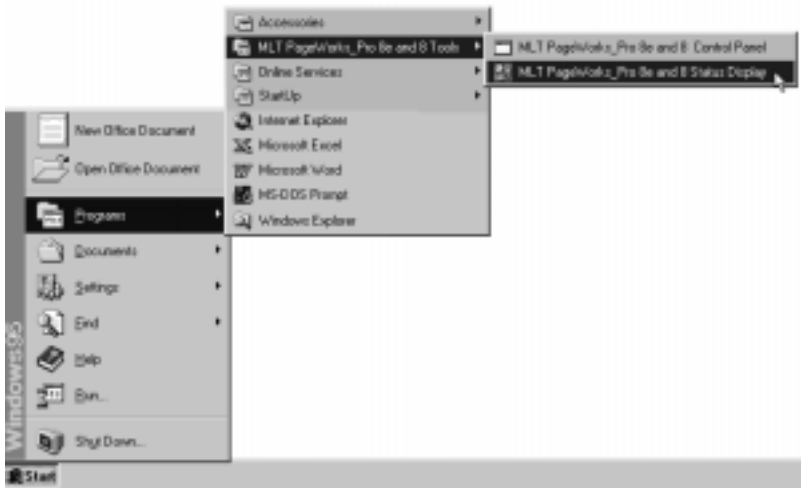 Accessories
MLT PageWorks_Pro 8e and 8 Tools
MLT PageWorks_Pro 8e and 8 Control Panel
Online Services
MLT PageWorks_Pro 8e and 8 Status Display
StartUp
Internet Explorer
Microsoft Excel
Microsoft Word
MS-DOS Prompt
Windows Explorer
New Office Document
Open Office Document
Programs
Documents
Settings
Find
Help
Run...
Shut Down...
Windows95
Start